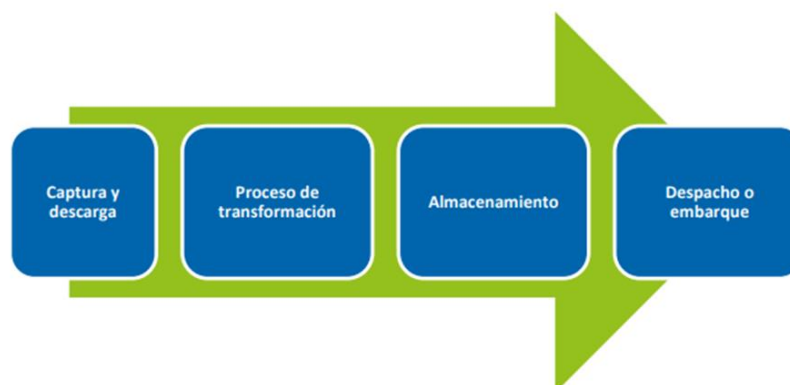 Captura y
descarga
Proceso de
transformación
Almacenamiento
Despacho o
embarque